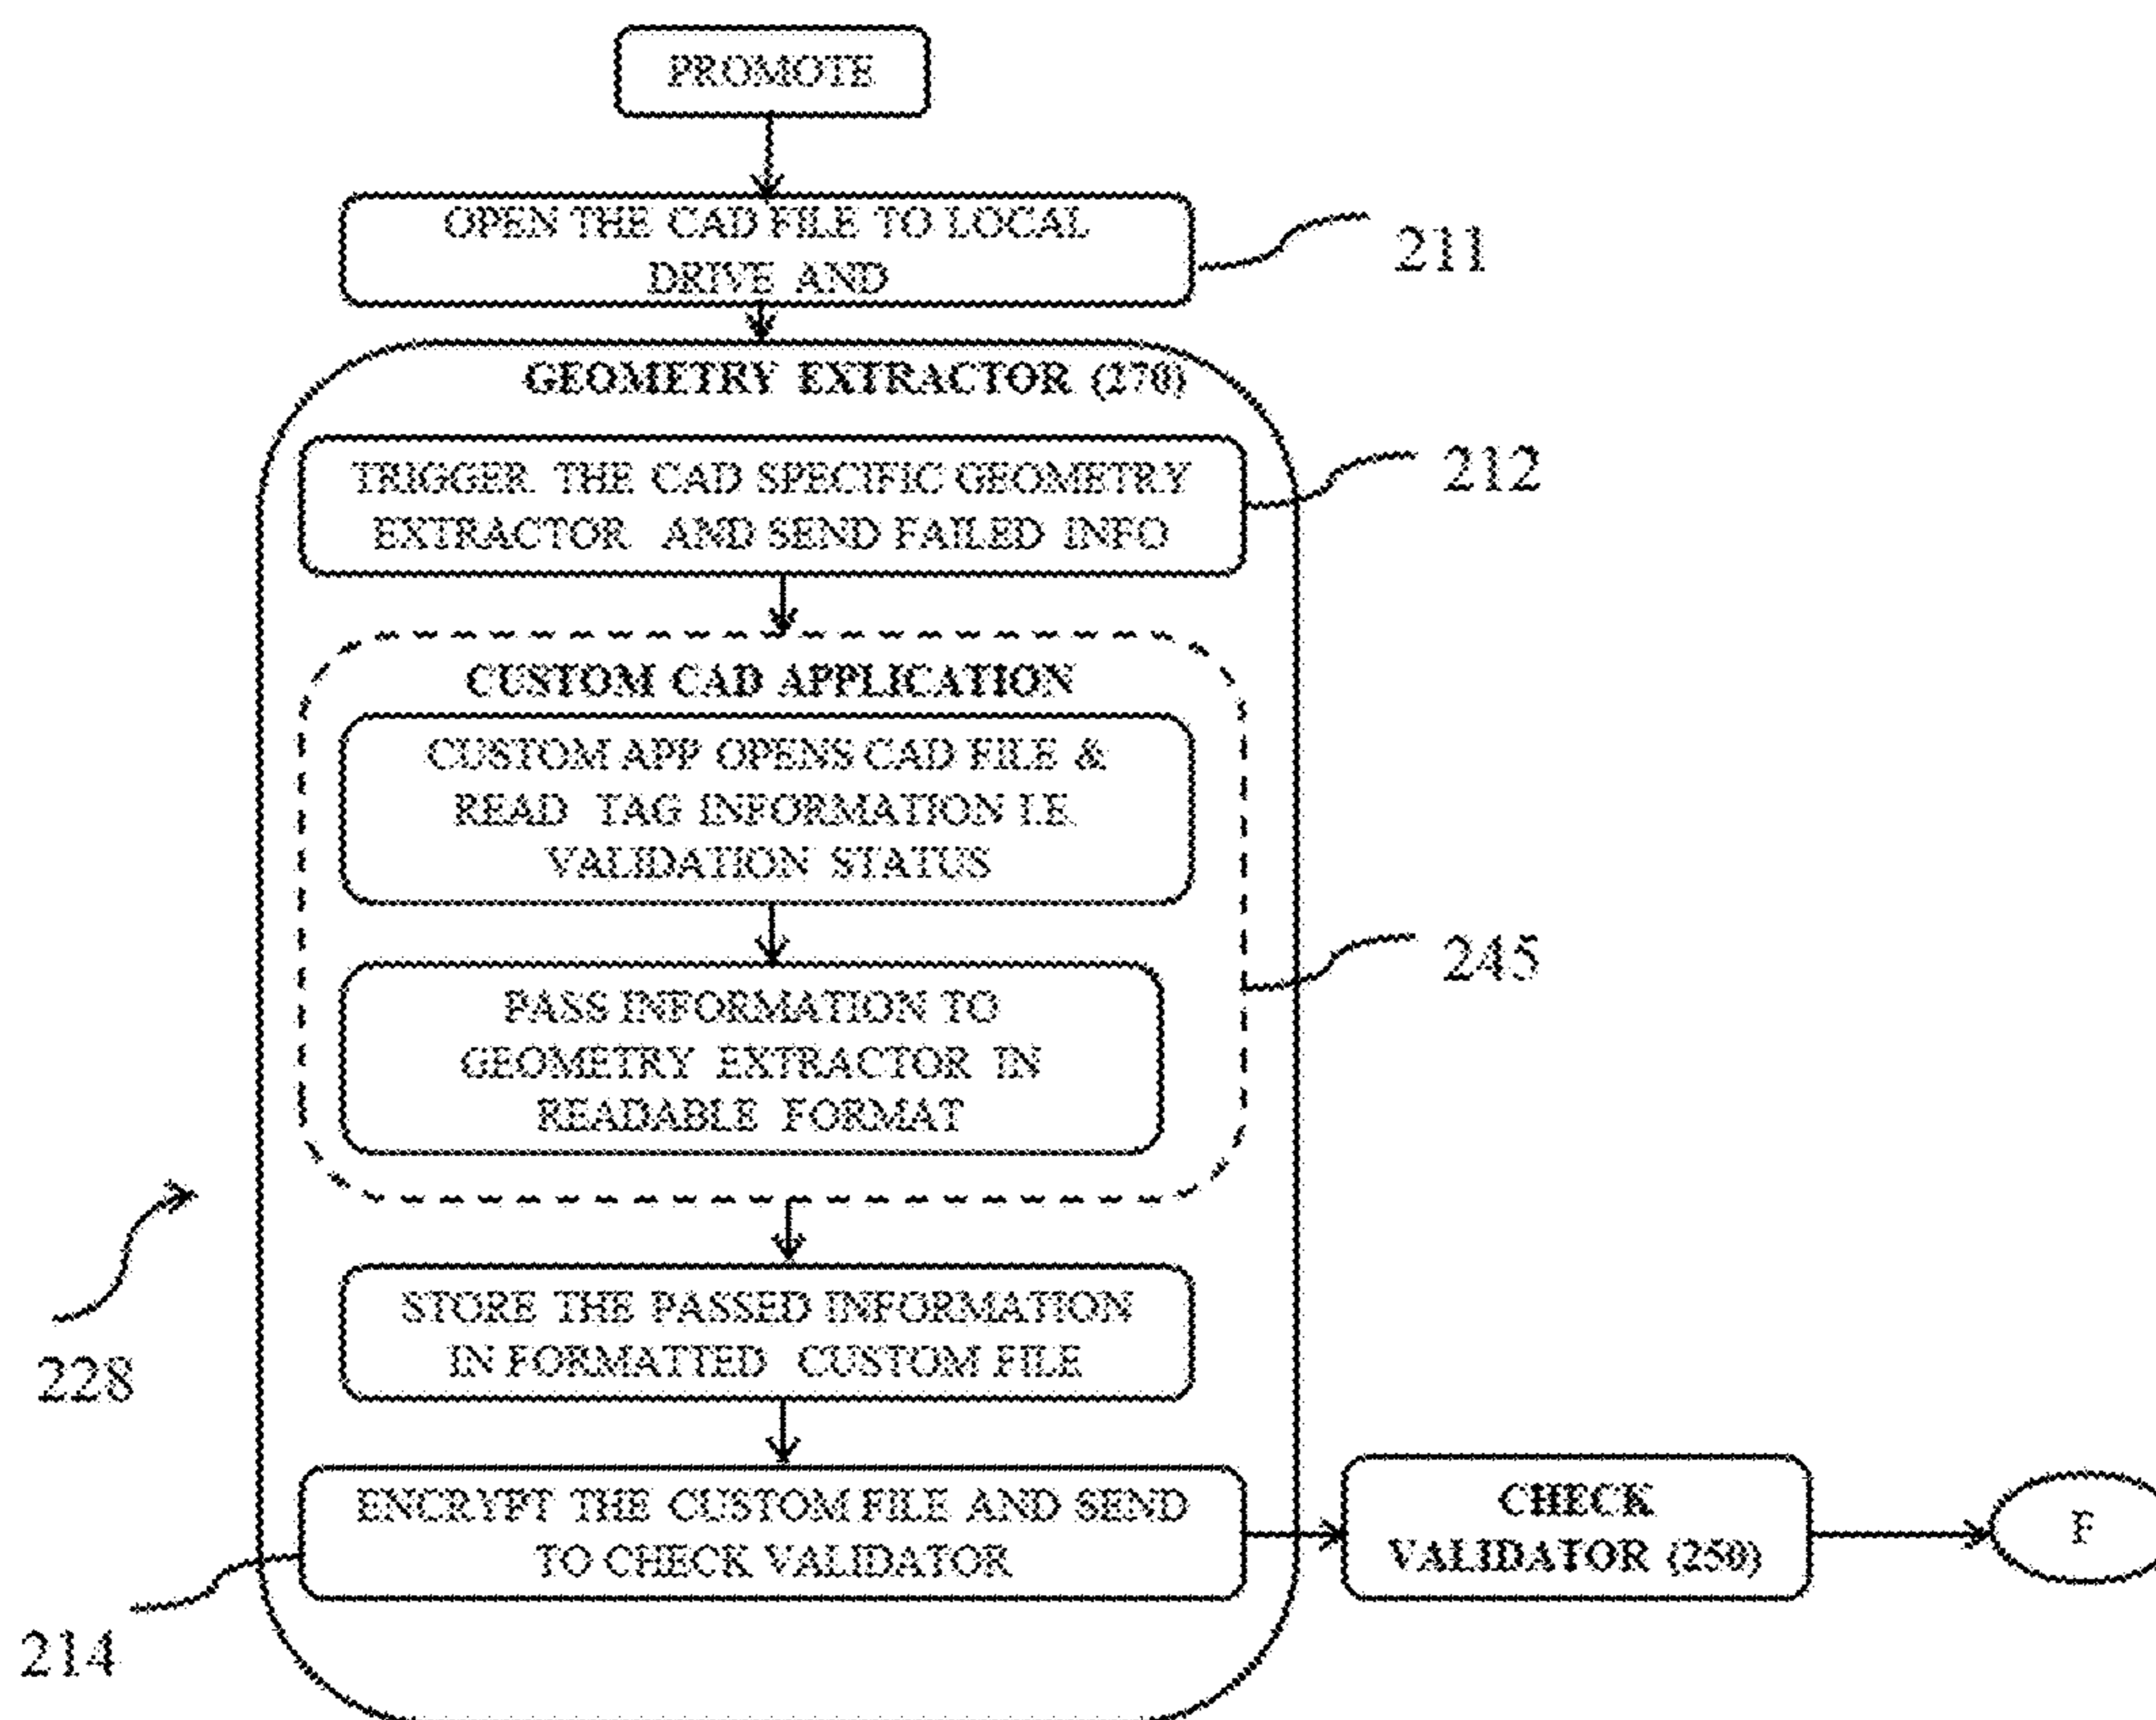 PROMOTE
OPEN THE CAD FILE TO LOCAL
DRIVE AND
211
GEOMETRY EXTRACTOR (270)
TRIGGER THE CAD SPECIFIC GEOMETRY
EXTRACTOR AND SEND FAILED INFO
212
CUSTOM CAD APPLICATION
CUSTOM APP OPENS CAD FILE &
READ TAG INFORMATION I.E.
VALIDATION STATUS
245
PASS INFORMATION TO
GEOMETRY EXTRACTOR IN
READABLE FORMAT
228
STORE THE PASSED INFORMATION
IN FORMATTED CUSTOM FILE
ENCRYPT THE CUSTOM FILE AND SEND
TO CHECK VALIDATOR
214
CHECK
VALIDATOR (250)
F